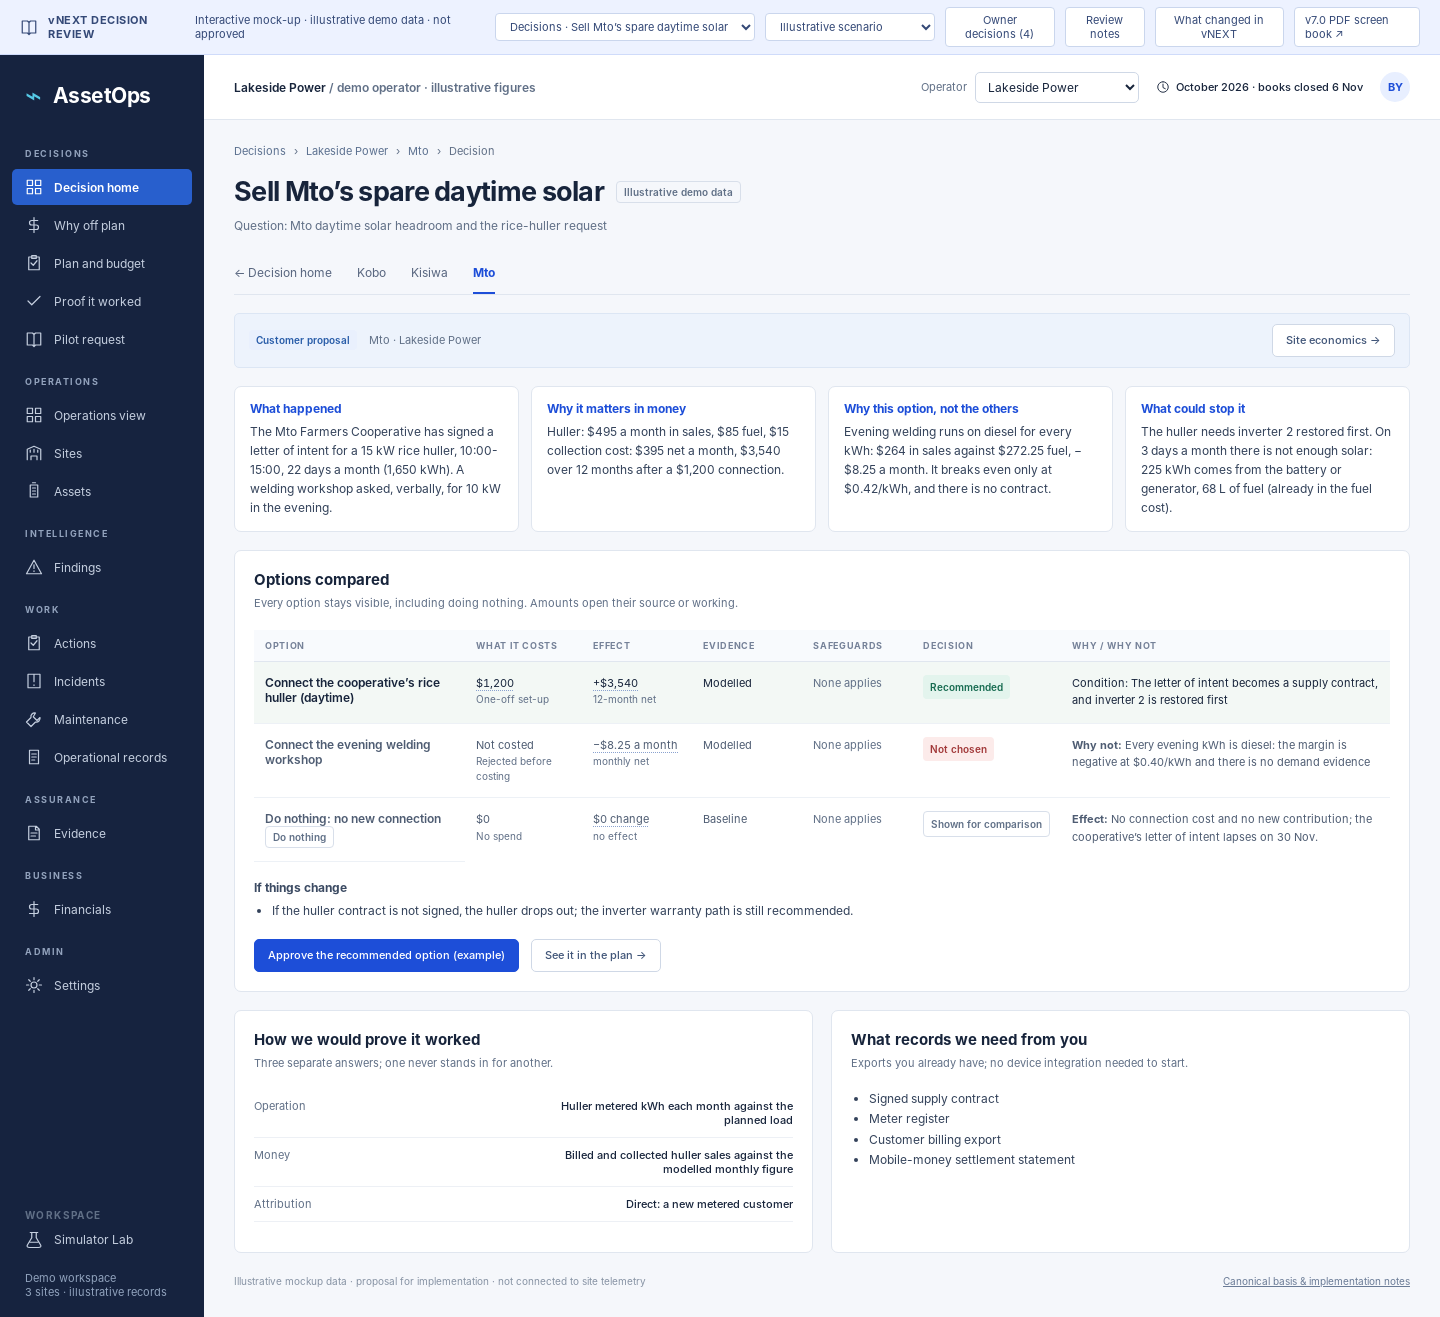 vNEXT DECISION REVIEW
Interactive mock-up · illustrative demo data · not approved
Decisions · Sell Mto's spare daytime solar
Illustrative scenario
Owner decisions (4)
Review notes
What changed in vNEXT
v7.0 PDF screen book ↗
AssetOps
DECISIONS
Decision home
Why off plan
Plan and budget
Proof it worked
Pilot request
OPERATIONS
Operations view
Sites
Assets
INTELLIGENCE
Findings
WORK
Actions
Incidents
Maintenance
Operational records
ASSURANCE
Evidence
BUSINESS
Financials
ADMIN
Settings
WORKSPACE
Simulator Lab
Demo workspace
3 sites · illustrative records
Lakeside Power / demo operator · illustrative figures
Operator
Lakeside Power
October 2026 · books closed 6 Nov
BY
Decisions › Lakeside Power › Mto › Decision
Sell Mto’s spare daytime solar
Illustrative demo data
Question: Mto daytime solar headroom and the rice-huller request
← Decision home
Kobo
Kisiwa
Mto
Customer proposal
Mto · Lakeside Power
Site economics →
What happened
The Mto Farmers Cooperative has signed a
letter of intent for a 15 kW rice huller, 10:00-
15:00, 22 days a month (1,650 kWh). A
welding workshop asked, verbally, for 10 kW
in the evening.
Why it matters in money
Huller: $495 a month in sales, $85 fuel, $15
collection cost: $395 net a month, $3,540
over 12 months after a $1,200 connection.
Why this option, not the others
Evening welding runs on diesel for every
kWh: $264 in sales against $272.25 fuel, −
$8.25 a month. It breaks even only at
$0.42/kWh, and there is no contract.
What could stop it
The huller needs inverter 2 restored first. On
3 days a month there is not enough solar:
225 kWh comes from the battery or
generator, 68 L of fuel (already in the fuel
cost).
Options compared
Every option stays visible, including doing nothing. Amounts open their source or working.
OPTION WHAT IT COSTS EFFECT EVIDENCE SAFEGUARDS DECISION WHY / WHY NOT
Connect the cooperative’s rice
huller (daytime)
$1,200
One-off set-up
+$3,540
12-month net
Modelled
None applies
Recommended
Condition: The letter of intent becomes a supply contract,
and inverter 2 is restored first
Connect the evening welding
workshop
Not costed
Rejected before
costing
−$8.25 a month
monthly net
Modelled
None applies
Not chosen
Why not: Every evening kWh is diesel: the margin is
negative at $0.40/kWh and there is no demand evidence
Do nothing: no new connection
Do nothing
$0
No spend
$0 change
no effect
Baseline
None applies
Shown for comparison
Effect: No connection cost and no new contribution; the
cooperative’s letter of intent lapses on 30 Nov.
If things change
• If the huller contract is not signed, the huller drops out; the inverter warranty path is still recommended.
Approve the recommended option (example)
See it in the plan →
How we would prove it worked
Three separate answers; one never stands in for another.
Operation
Huller metered kWh each month against the
planned load
Money
Billed and collected huller sales against the
modelled monthly figure
Attribution
Direct: a new metered customer
What records we need from you
Exports you already have; no device integration needed to start.
• Signed supply contract
• Meter register
• Customer billing export
• Mobile-money settlement statement
Illustrative mockup data · proposal for implementation · not connected to site telemetry
Canonical basis & implementation notes